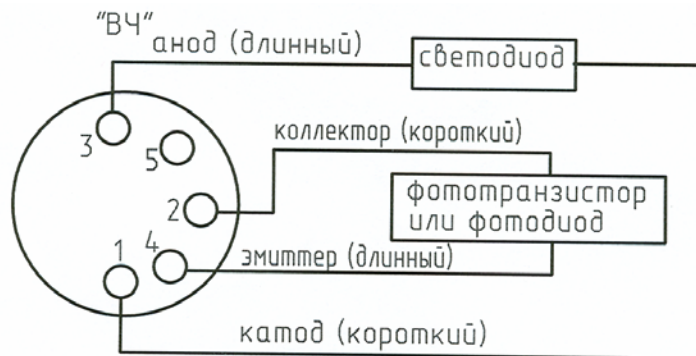 "ВЧ"
анод (длинный)
светодиод
3
5
коллектор (короткий)
2
фототранзистор
или фотодиод
1
4
эмиттер (длинный)
катод (короткий)